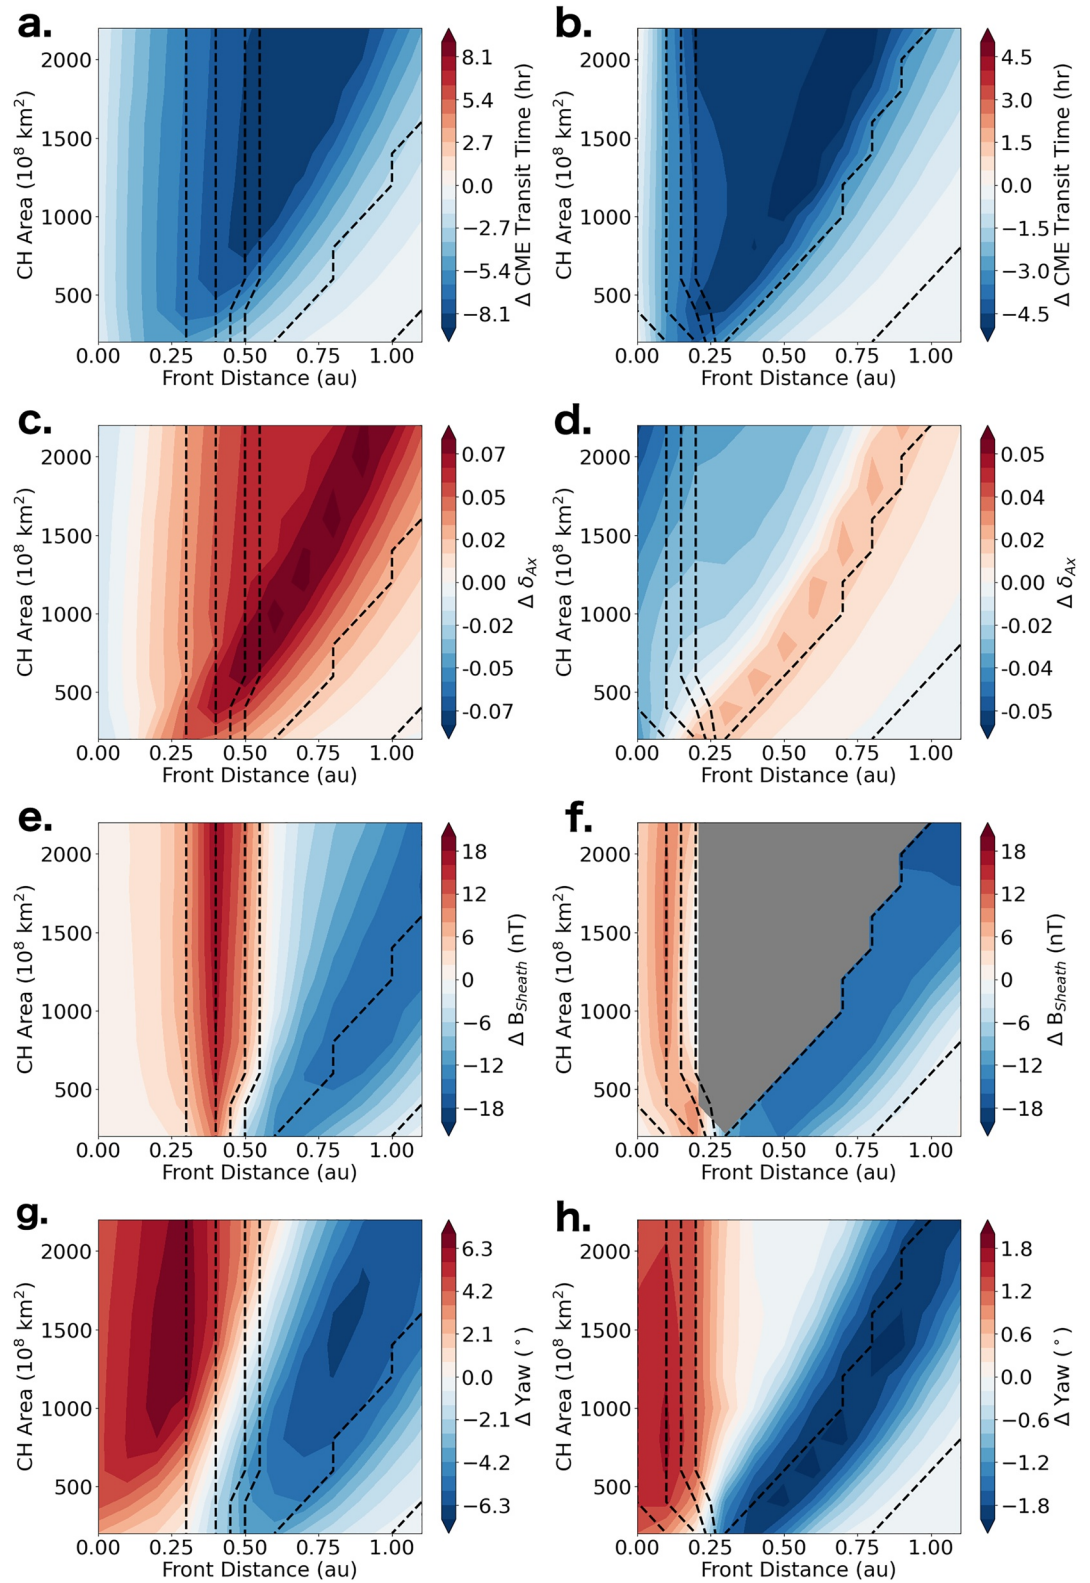 a.
CH Area (10⁸ km²)
2000
1500
1000
500
0.00 0.25 0.50 0.75 1.00
Front Distance (au)
8.1
5.4
2.7
0.0
−2.7
−5.4
−8.1
Δ CME Transit Time (hr)
b.
CH Area (10⁸ km²)
2000
1500
1000
500
0.00 0.25 0.50 0.75 1.00
Front Distance (au)
4.5
3.0
1.5
0.0
−1.5
−3.0
−4.5
Δ CME Transit Time (hr)
c.
CH Area (10⁸ km²)
2000
1500
1000
500
0.00 0.25 0.50 0.75 1.00
Front Distance (au)
0.07
0.05
0.02
0.00
-0.02
-0.05
-0.07
Δ δAx
d.
CH Area (10⁸ km²)
2000
1500
1000
500
0.00 0.25 0.50 0.75 1.00
Front Distance (au)
0.05
0.04
0.02
0.00
-0.02
-0.04
-0.05
Δ δAx
e.
CH Area (10⁸ km²)
2000
1500
1000
500
0.00 0.25 0.50 0.75 1.00
Front Distance (au)
18
12
6
0
−6
−12
−18
Δ BSheath (nT)
f.
CH Area (10⁸ km²)
2000
1500
1000
500
0.00 0.25 0.50 0.75 1.00
Front Distance (au)
18
12
6
0
−6
−12
−18
Δ BSheath (nT)
g.
CH Area (10⁸ km²)
2000
1500
1000
500
0.00 0.25 0.50 0.75 1.00
Front Distance (au)
6.3
4.2
2.1
0.0
−2.1
−4.2
−6.3
Δ Yaw (°)
h.
CH Area (10⁸ km²)
2000
1500
1000
500
0.00 0.25 0.50 0.75 1.00
Front Distance (au)
1.8
1.2
0.6
0.0
−0.6
−1.2
−1.8
Δ Yaw (°)